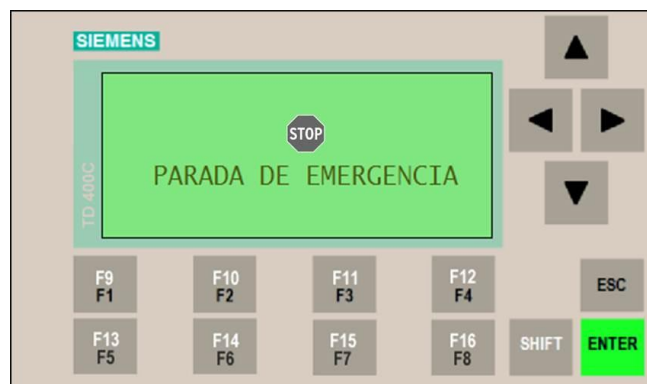 SIEMENS
TD 400C
STOP
PARADA DE EMERGENCIA
F9 F10 F11 F12
F1 F2 F3 F4 ESC
F13 F14 F15 F16
F5 F6 F7 F8 SHIFT ENTER